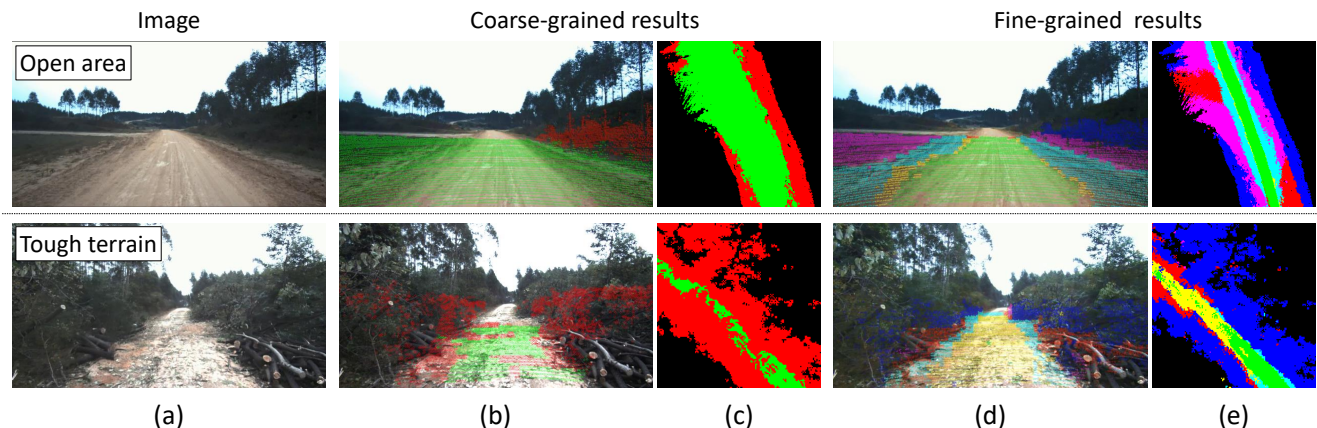 Image
Coarse-grained results
Fine-grained results
Open area
Tough terrain
(a)
(b)
(c)
(d)
(e)